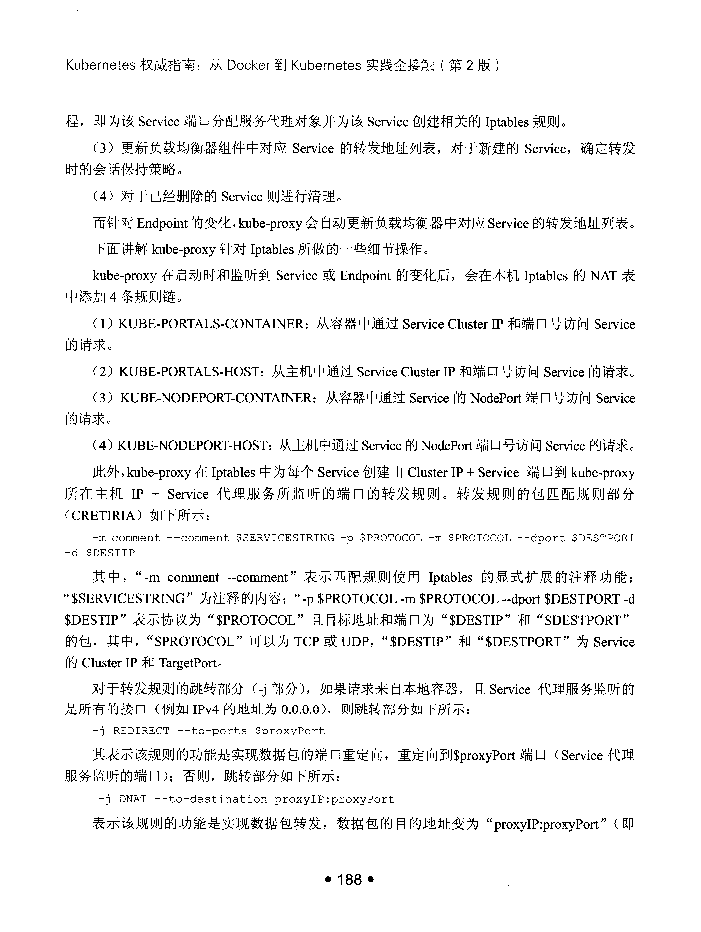 Kubernetes 权威指南：从 Docker 到 Kubernetes 实践全接触（第 2 版）
程，即为该 Service 端口分配服务代理对象并为该 Service 创建相关的 Iptables 规则。
（3）更新负载均衡器组件中对应 Service 的转发地址列表，对于新建的 Service，确定转发
时的会话保持策略。
（4）对于已经删除的 Service 则进行清理。
而针对 Endpoint 的变化，kube-proxy 会自动更新负载均衡器中对应 Service 的转发地址列表。
下面讲解 kube-proxy 针对 Iptables 所做的一些细节操作。
kube-proxy 在启动时和监听到 Service 或 Endpoint 的变化后，会在本机 Iptables 的 NAT 表
中添加 4 条规则链。
（1）KUBE-PORTALS-CONTAINER：从容器中通过 Service Cluster IP 和端口号访问 Service
的请求。
（2）KUBE-PORTALS-HOST：从主机中通过 Service Cluster IP 和端口号访问 Service 的请求。
（3）KUBE-NODEPORT-CONTAINER：从容器中通过 Service 的 NodePort 端口号访问 Service
的请求。
（4）KUBE-NODEPORT-HOST：从主机中通过 Service 的 NodePort 端口号访问 Service 的请求。
此外，kube-proxy 在 Iptables 中为每个 Service 创建由 Cluster IP + Service 端口到 kube-proxy
所在主机 IP + Service 代理服务所监听的端口的转发规则。转发规则的包匹配规则部分
（CRETIRIA）如下所示：
-m comment --comment $SERVICESTRING -p $PROTOCOL -m $PROTOCOL --dport $DESTPORT
-d $DESTIP
其中，“-m comment --comment”表示匹配规则使用 Iptables 的显式扩展的注释功能；
“$SERVICESTRING”为注释的内容；“-p $PROTOCOL -m $PROTOCOL --dport $DESTPORT -d
$DESTIP”表示协议为“$PROTOCOL”且目标地址和端口为“$DESTIP”和“$DESTPORT”
的包，其中，“$PROTOCOL”可以为 TCP 或 UDP，“$DESTIP”和“$DESTPORT”为 Service
的 Cluster IP 和 TargetPort。
对于转发规则的跳转部分（-j 部分），如果请求来自本地容器，且 Service 代理服务监听的
是所有的接口（例如 IPv4 的地址为 0.0.0.0），则跳转部分如下所示：
-j REDIRECT --to-ports $proxyPort
其表示该规则的功能是实现数据包的端口重定向，重定向到$proxyPort 端口（Service 代理
服务监听的端口）；否则，跳转部分如下所示：
-j DNAT --to-destination proxyIP:proxyPort
表示该规则的功能是实现数据包转发，数据包的目的地址变为“proxyIP:proxyPort”（即
• 188 •